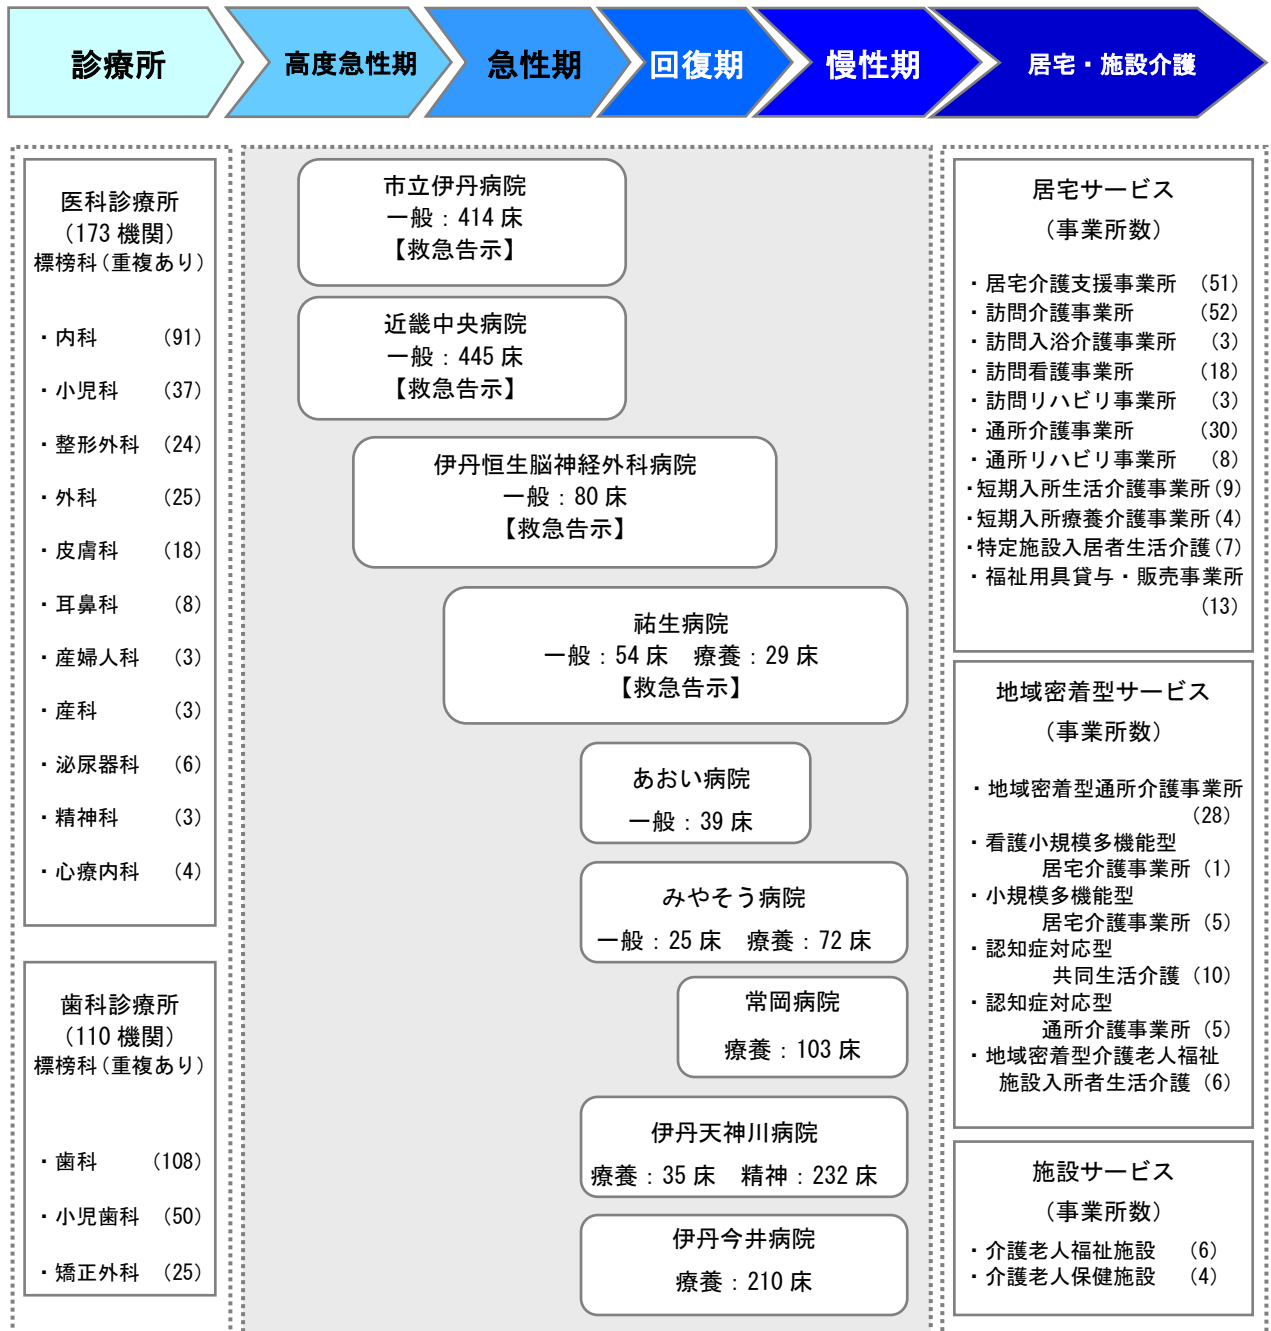 診療所
高度急性期
急性期
回復期
慢性期
居宅・施設介護
医科診療所
（173 機関）
標榜科（重複あり）
・内科 （91）
・小児科 （37）
・整形外科 （24）
・外科 （25）
・皮膚科 （18）
・耳鼻科 （8）
・産婦人科 （3）
・産科 （3）
・泌尿器科 （6）
・精神科 （3）
・心療内科 （4）
歯科診療所
（110 機関）
標榜科（重複あり）
・歯科 （108）
・小児歯科 （50）
・矯正外科 （25）
市立伊丹病院
一般：414 床
【救急告示】
近畿中央病院
一般：445 床
【救急告示】
伊丹恒生脳神経外科病院
一般：80 床
【救急告示】
祐生病院
一般：54 床 療養：29 床
【救急告示】
あおい病院
一般：39 床
みやそう病院
一般：25 床 療養：72 床
常岡病院
療養：103 床
伊丹天神川病院
療養：35 床 精神：232 床
伊丹今井病院
療養：210 床
居宅サービス
（事業所数）
・居宅介護支援事業所 （51）
・訪問介護事業所 （52）
・訪問入浴介護事業所 （3）
・訪問看護事業所 （18）
・訪問リハビリ事業所 （3）
・通所介護事業所 （30）
・通所リハビリ事業所 （8）
・短期入所生活介護事業所（9）
・短期入所療養介護事業所（4）
・特定施設入居者生活介護（7）
・福祉用具貸与・販売事業所
（13）
地域密着型サービス
（事業所数）
・地域密着型通所介護事業所
（28）
・看護小規模多機能型
居宅介護事業所（1）
・小規模多機能型
居宅介護事業所（5）
・認知症対応型
共同生活介護（10）
・認知症対応型
通所介護事業所（5）
・地域密着型介護老人福祉
施設入所者生活介護（6）
施設サービス
（事業所数）
・介護老人福祉施設 （6）
・介護老人保健施設 （4）